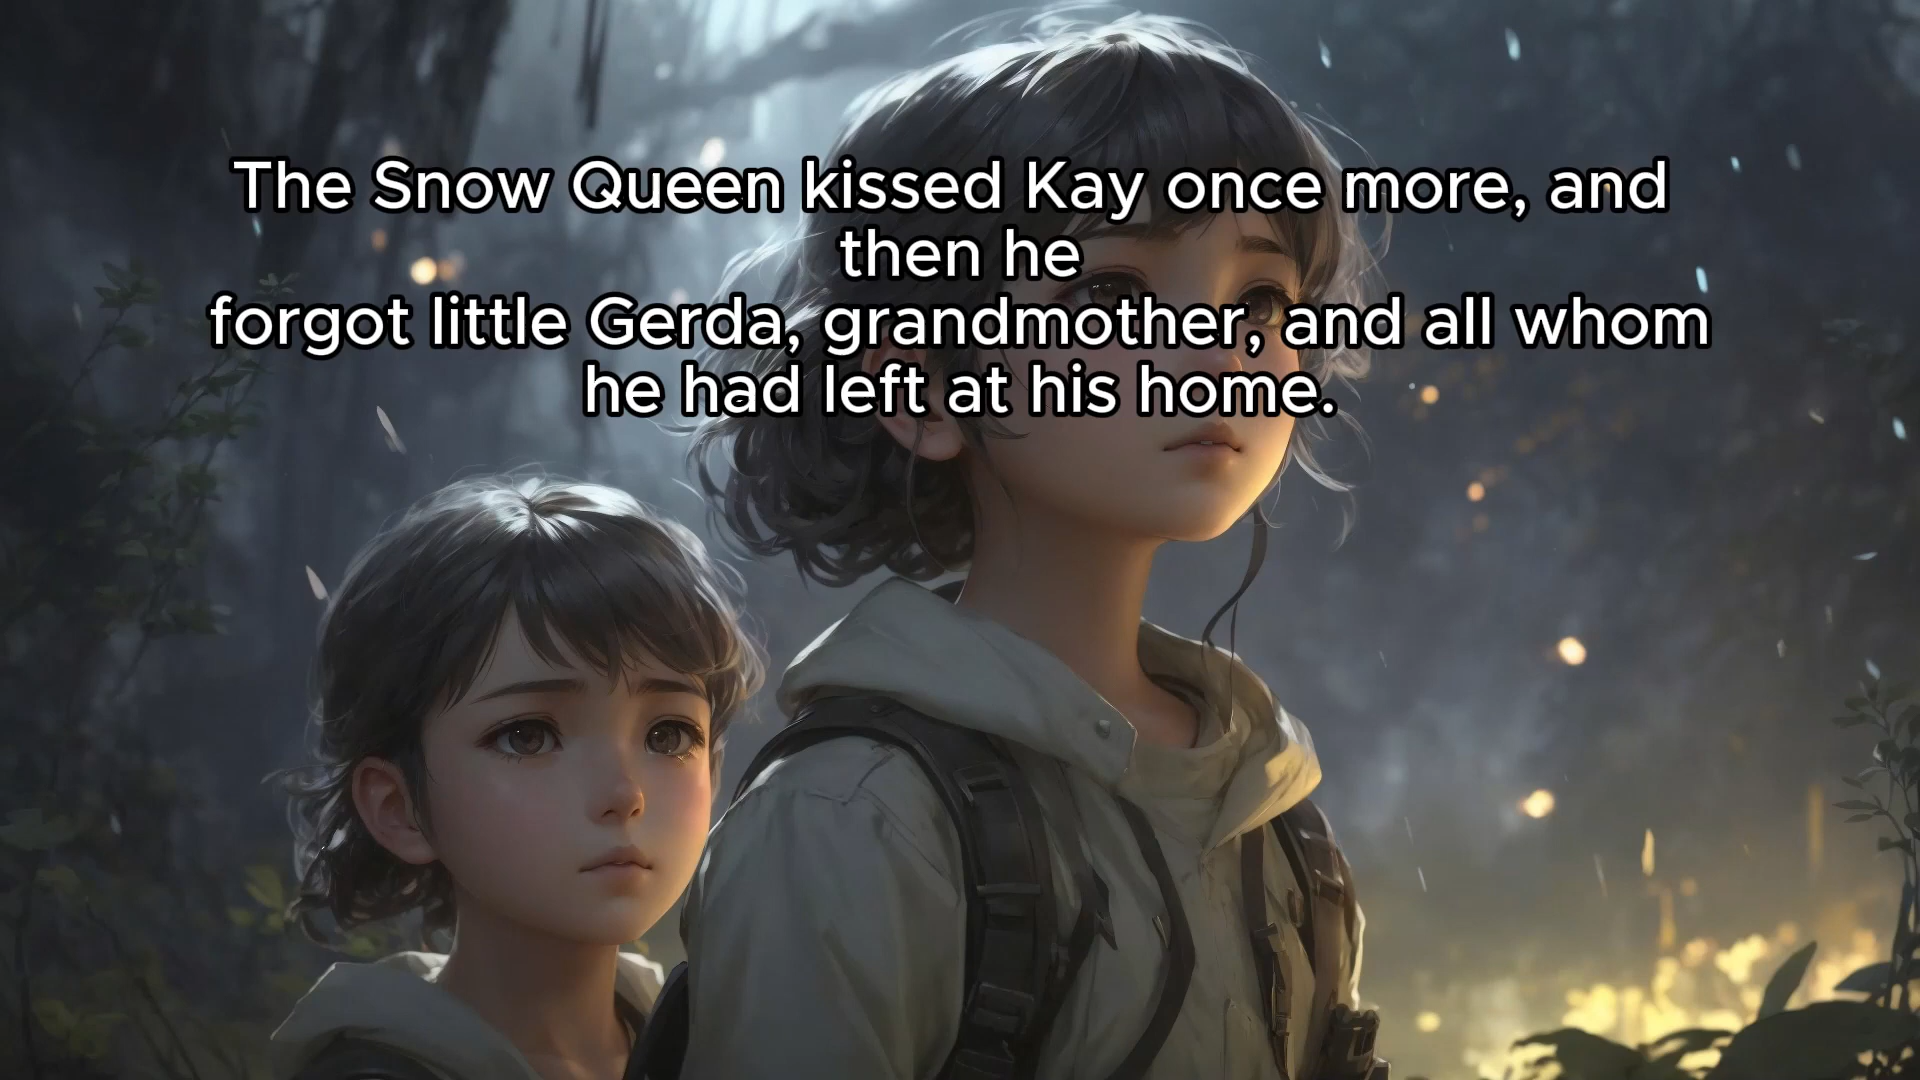 The Snow Queen kissed Kay once more, and
then he
forgot little Gerda, grandmother, and all whom
he had left at his home.